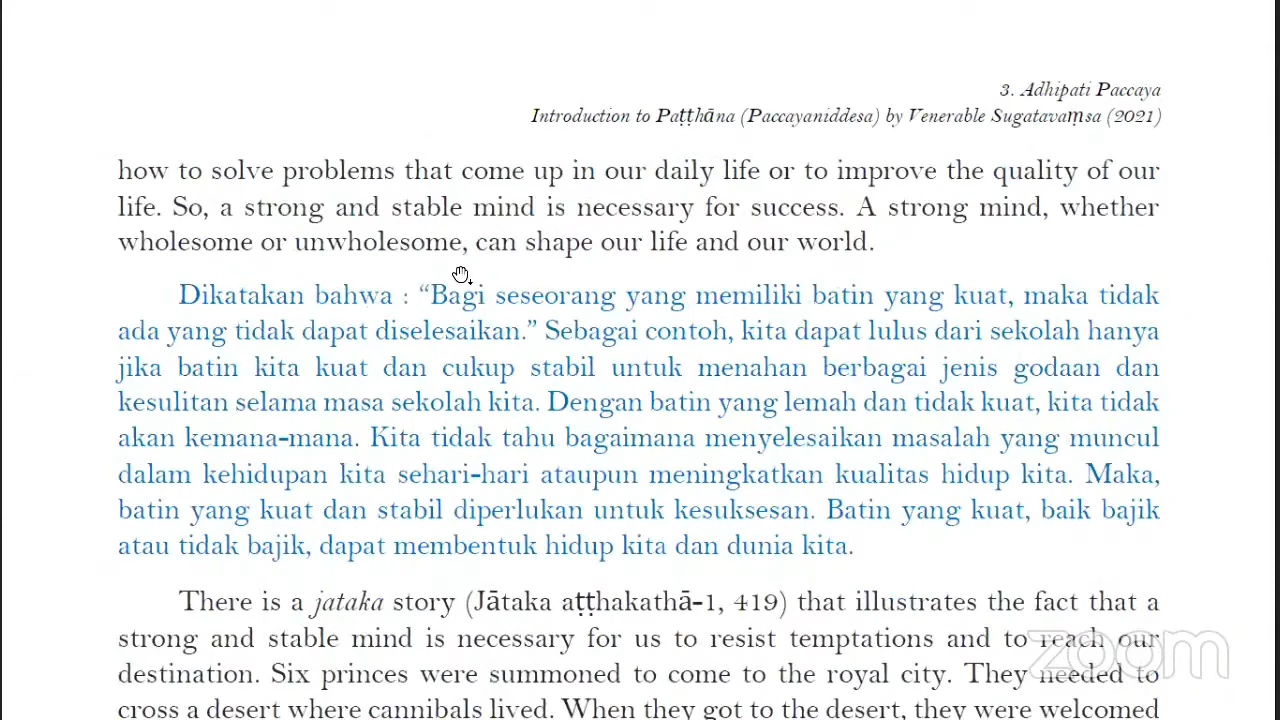 3. Adhipati Paccaya
Introduction to Paṭṭhāna (Paccayaniddesa) by Venerable Sugatavaṃsa (2021)
how to solve problems that come up in our daily life or to improve the quality of our
life. So, a strong and stable mind is necessary for success. A strong mind, whether
wholesome or unwholesome, can shape our life and our world.
Dikatakan bahwa : “Bagi seseorang yang memiliki batin yang kuat, maka tidak
ada yang tidak dapat diselesaikan.” Sebagai contoh, kita dapat lulus dari sekolah hanya
jika batin kita kuat dan cukup stabil untuk menahan berbagai jenis godaan dan
kesulitan selama masa sekolah kita. Dengan batin yang lemah dan tidak kuat, kita tidak
akan kemana-mana. Kita tidak tahu bagaimana menyelesaikan masalah yang muncul
dalam kehidupan kita sehari-hari ataupun meningkatkan kualitas hidup kita. Maka,
batin yang kuat dan stabil diperlukan untuk kesuksesan. Batin yang kuat, baik bajik
atau tidak bajik, dapat membentuk hidup kita dan dunia kita.
There is a jataka story (Jātaka aṭṭhakathā-1, 419) that illustrates the fact that a
strong and stable mind is necessary for us to resist temptations and to reach our
destination. Six princes were summoned to come to the royal city. They needed to
cross a desert where cannibals lived. When they got to the desert, they were welcomed
zoom